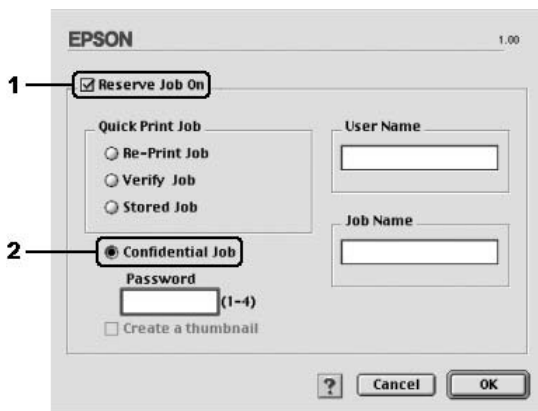 EPSON
1.00
1
Reserve Job On
Quick Print Job
Re-Print Job
Verify Job
Stored Job
2
Confidential Job
Password
(1-4)
Create a thumbnail
User Name
Job Name
?
Cancel
OK